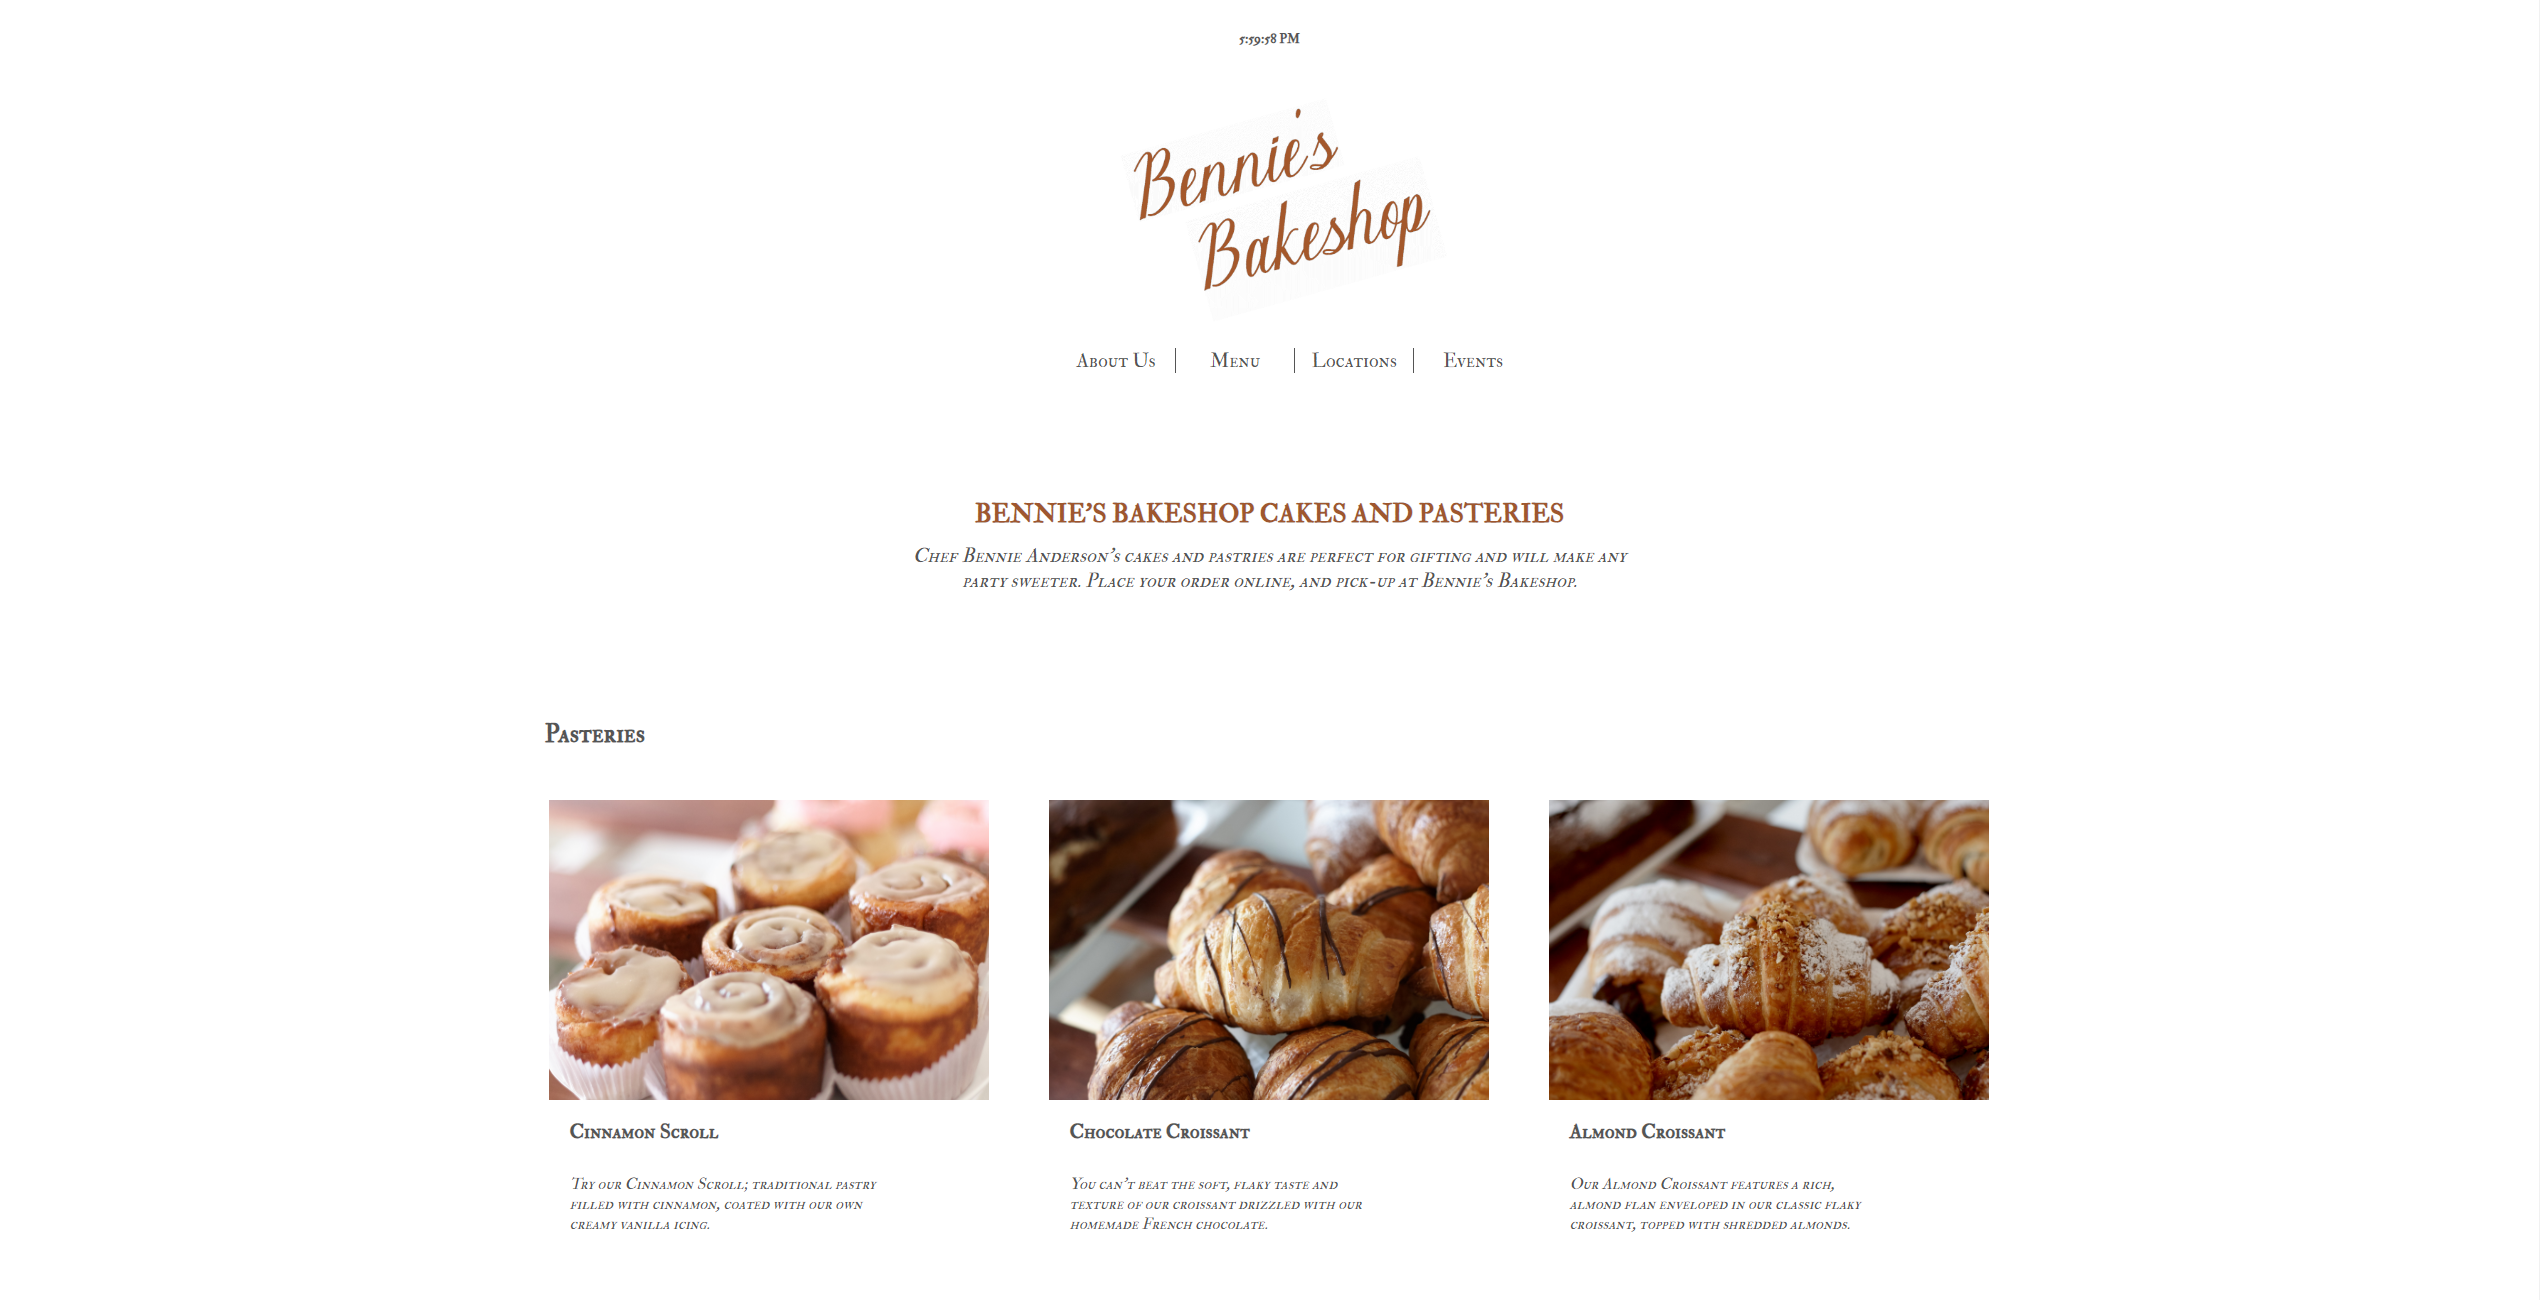 5:59:58 PM
Bennie's
Bakeshop
About Us
Menu
Locations
Events
BENNIE'S BAKESHOP CAKES AND PASTERIES
Chef Bennie Anderson's cakes and pastries are perfect for gifting and will make any
party sweeter. Place your order online, and pick-up at Bennie's Bakeshop.
Pasteries
Cinnamon Scroll
Try our Cinnamon Scroll; traditional pastry
filled with cinnamon, coated with our own
creamy vanilla icing.
Chocolate Croissant
You can't beat the soft, flaky taste and
texture of our croissant drizzled with our
homemade French chocolate.
Almond Croissant
Our Almond Croissant features a rich,
almond flan enveloped in our classic flaky
croissant, topped with shredded almonds.